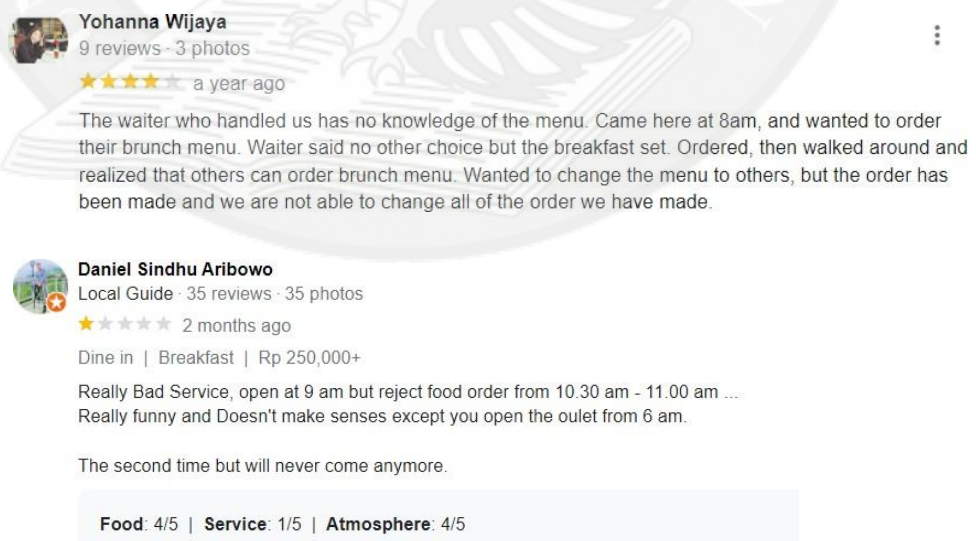 Yohanna Wijaya
9 reviews · 3 photos
a year ago
The waiter who handled us has no knowledge of the menu. Came here at 8am, and wanted to order
their brunch menu. Waiter said no other choice but the breakfast set. Ordered, then walked around and
realized that others can order brunch menu. Wanted to change the menu to others, but the order has
been made and we are not able to change all of the order we have made.
Daniel Sindhu Aribowo
Local Guide · 35 reviews · 35 photos
2 months ago
Dine in | Breakfast | Rp 250,000+
Really Bad Service, open at 9 am but reject food order from 10.30 am - 11.00 am ...
Really funny and Doesn't make senses except you open the oulet from 6 am.
The second time but will never come anymore.
Food: 4/5 | Service: 1/5 | Atmosphere: 4/5